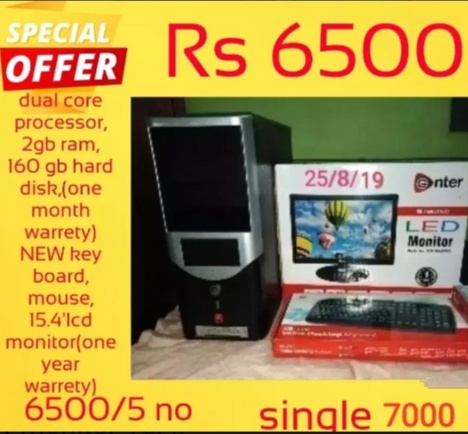 SPECIAL
OFFER
Rs 6500
dual core
processor,
2gb ram,
160 gb hard
disk,(one
month
warrety)
NEW key
board,
mouse,
15.4'lcd
monitor(one
year
warrety)
25/8/19
enter
LED
Monitor
6500/5 no
single 7000